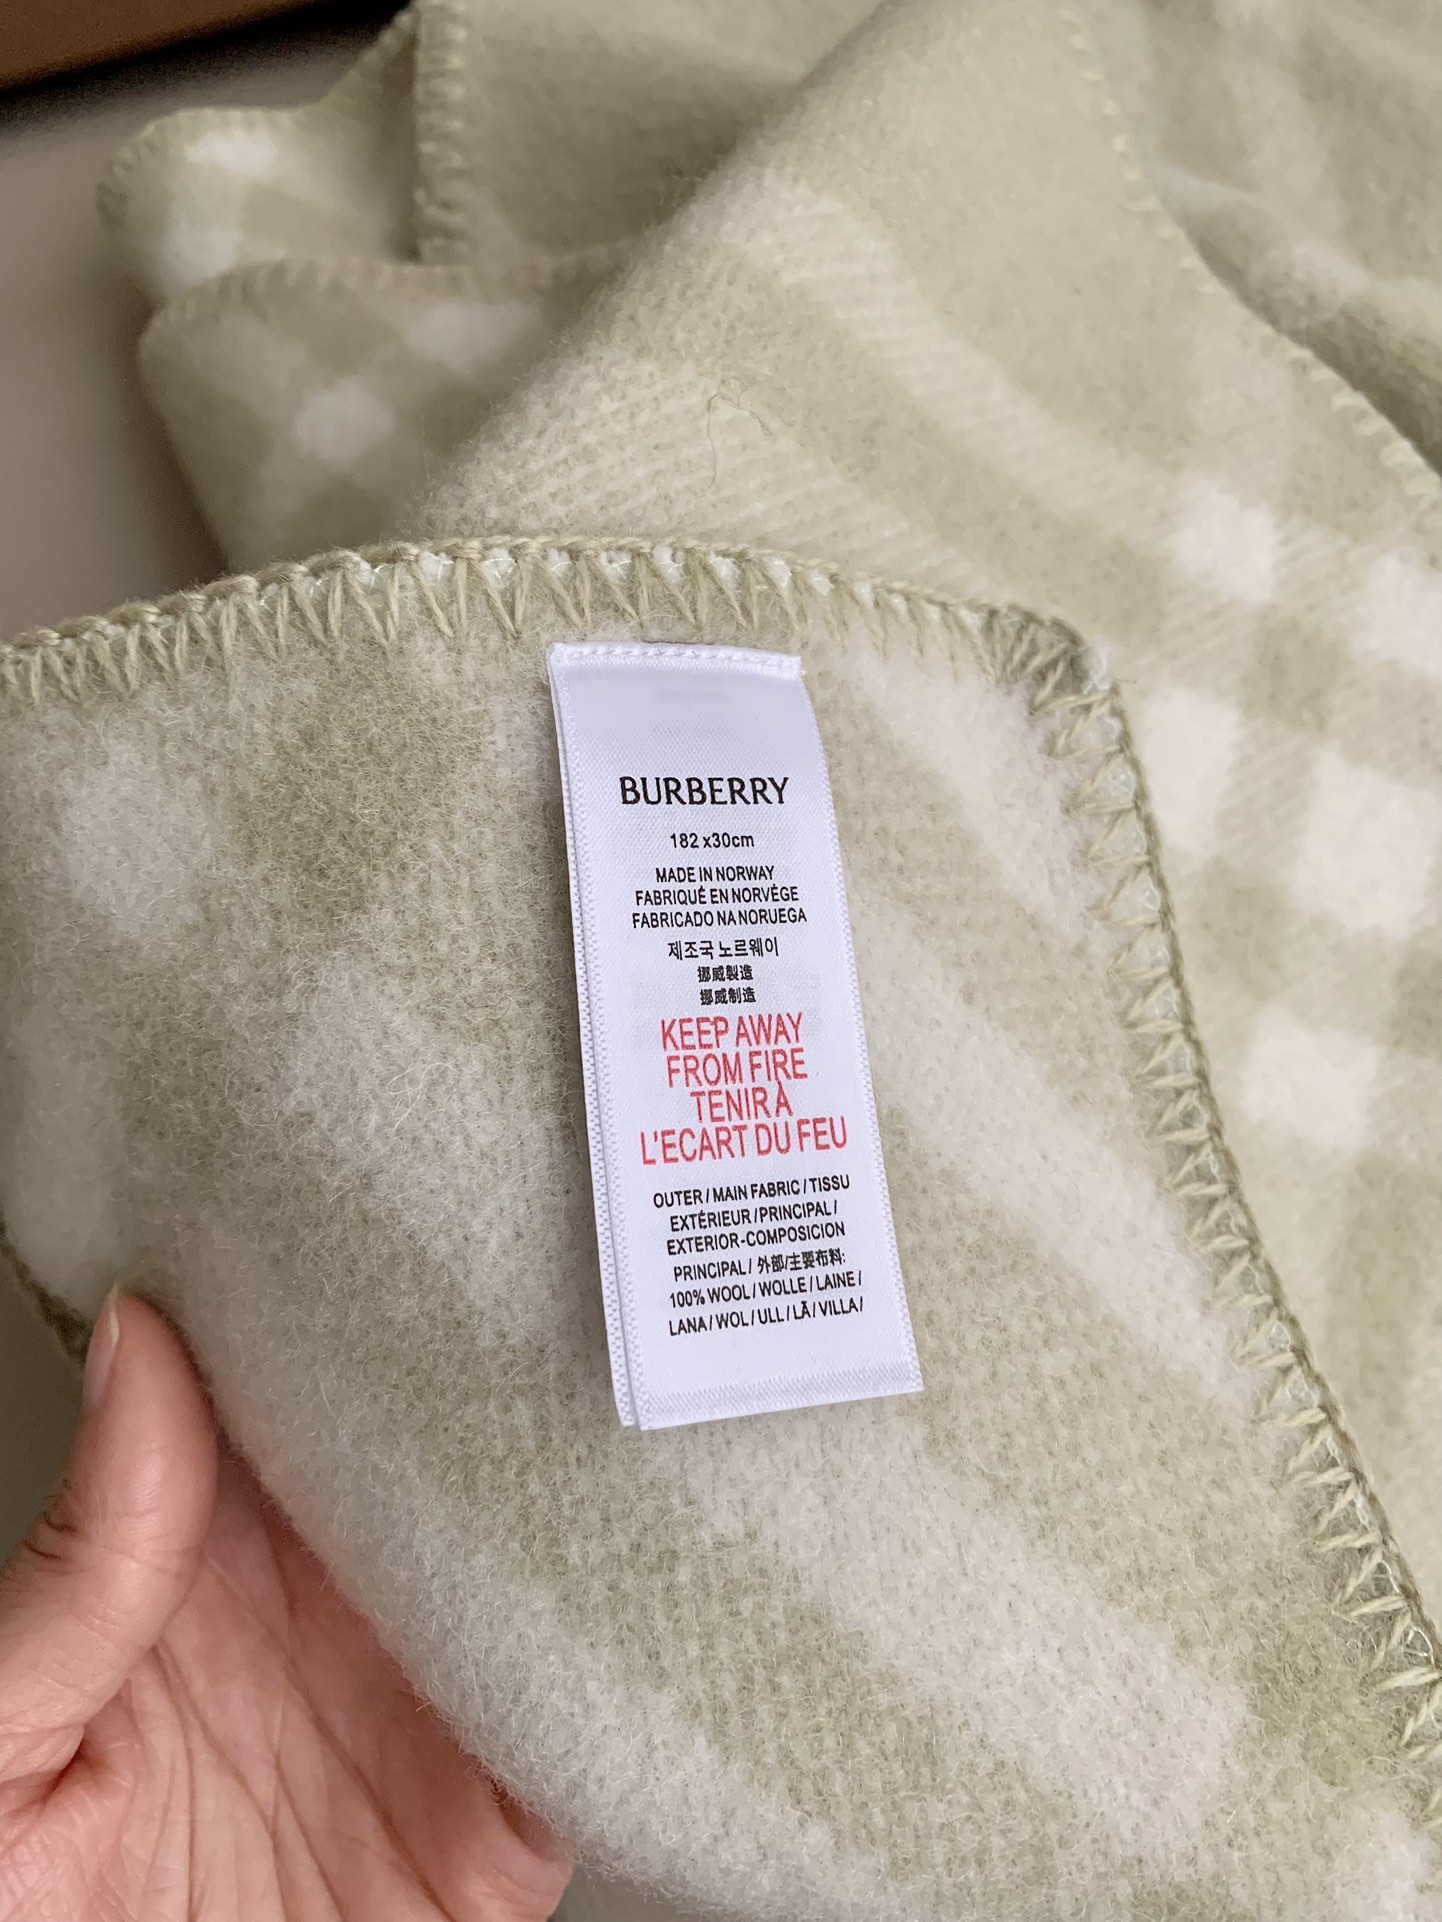 BURBERRY
182 x30cm
MADE IN NORWAY
FABRIQUÉ EN NORVÉGE
FABRICADO NA NORUEGA
제조국 노르웨이
挪威製造
挪威制造
KEEP AWAY
FROM FIRE
TENIR À
L'ECART DU FEU
OUTER / MAIN FABRIC / TISSU
EXTÉRIEUR / PRINCIPAL /
EXTERIOR-COMPOSICION
PRINCIPAL / 外部/主要布料:
100% WOOL / WOLLE / LAINE /
LANA / WOL / ULL / LÃ / VILLA /